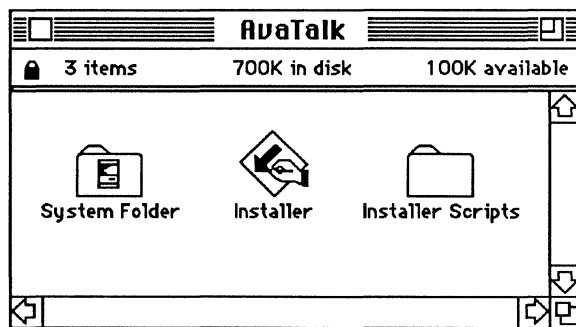 AvaTalk
3 items 700K in disk 100K available
System Folder Installer Installer Scripts